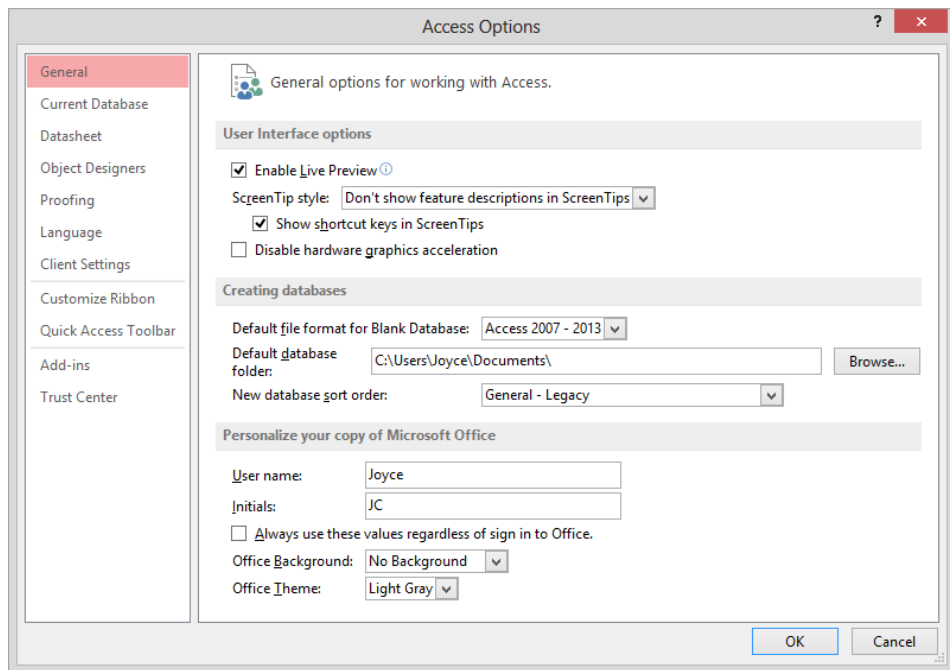 Access Options
?
General
Current Database
Datasheet
Object Designers
Proofing
Language
Client Settings
Customize Ribbon
Quick Access Toolbar
Add-ins
Trust Center
General options for working with Access.
User Interface options
Enable Live Preview
ScreenTip style: Don't show feature descriptions in ScreenTips
Show shortcut keys in ScreenTips
Disable hardware graphics acceleration
Creating databases
Default file format for Blank Database: Access 2007 - 2013
Default database
folder: C:\Users\Joyce\Documents\ Browse...
New database sort order: General - Legacy
Personalize your copy of Microsoft Office
User name: Joyce
Initials: JC
Always use these values regardless of sign in to Office.
Office Background: No Background
Office Theme: Light Gray
OK Cancel